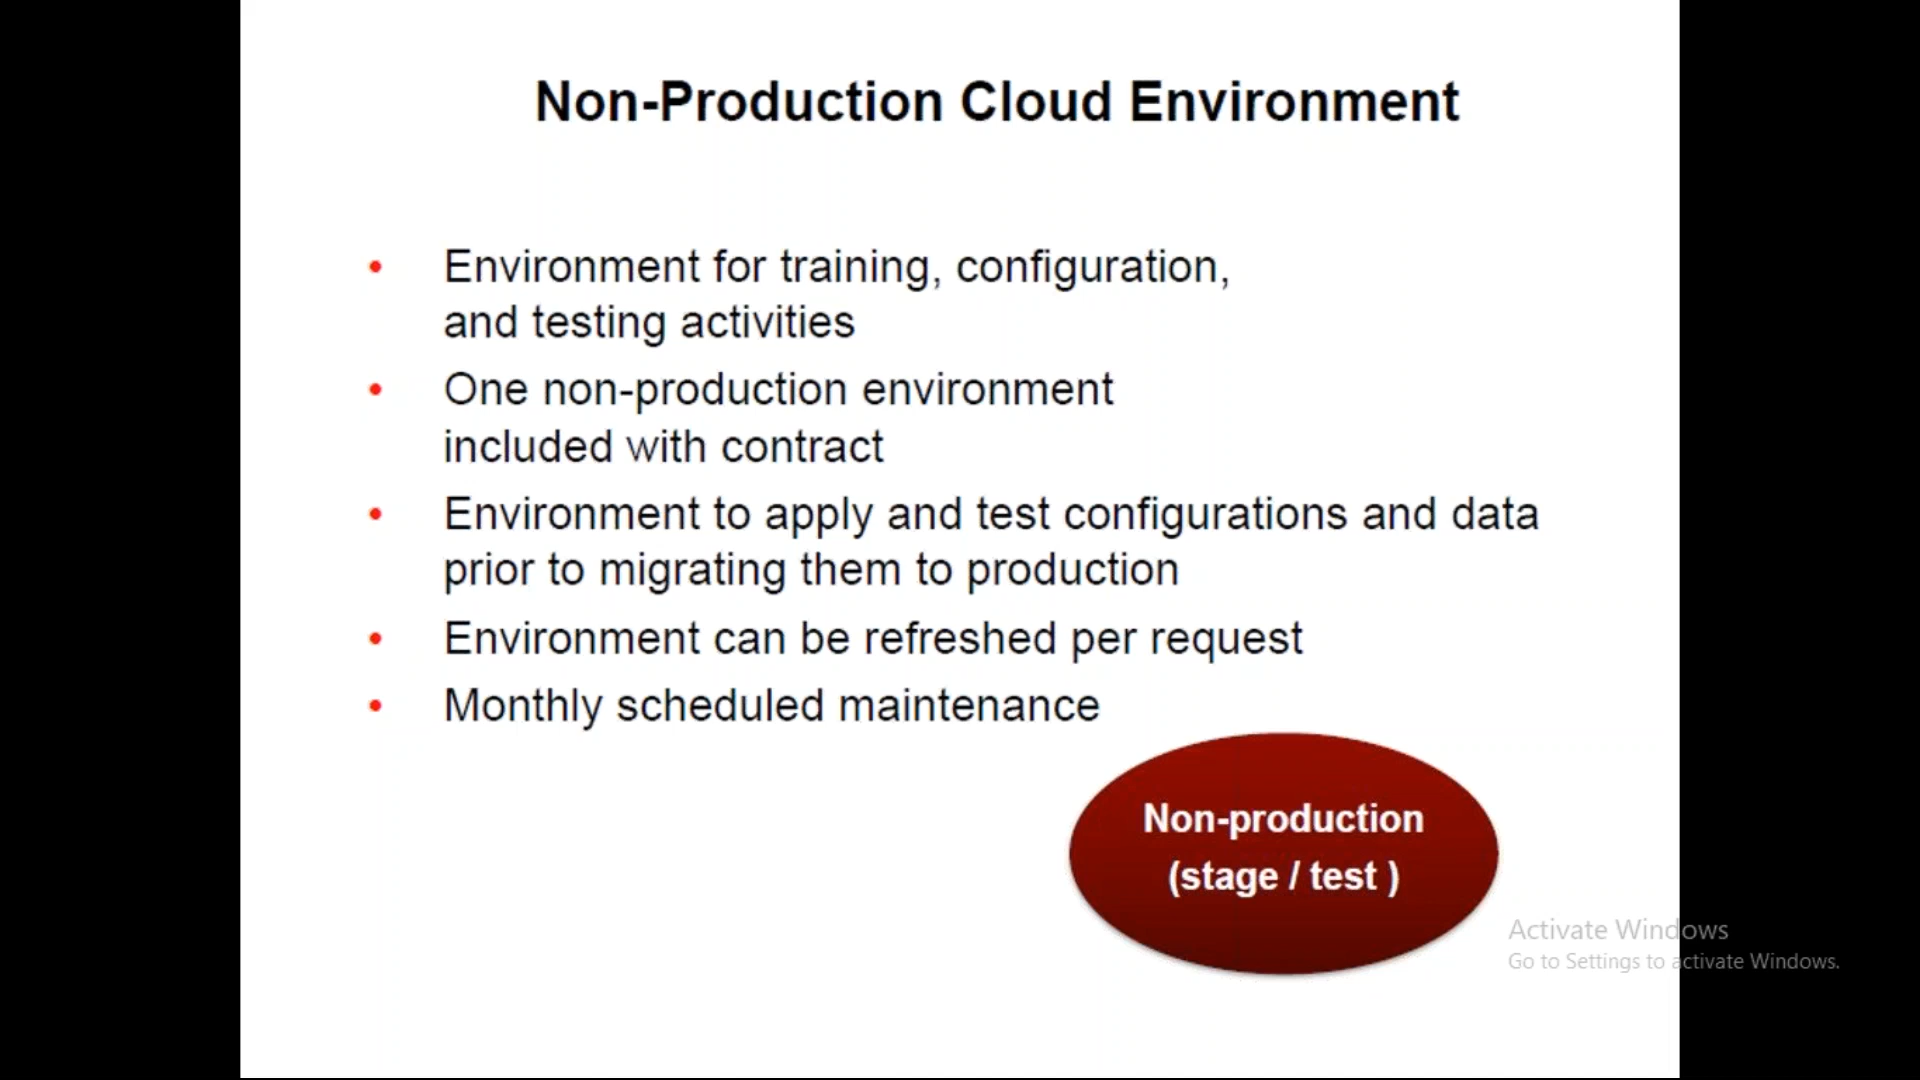 Non-Production Cloud Environment
• Environment for training, configuration,
and testing activities
• One non-production environment
included with contract
• Environment to apply and test configurations and data
prior to migrating them to production
• Environment can be refreshed per request
• Monthly scheduled maintenance
Non-production
(stage / test )
Activate Windows
Go to Settings to activate Windows.